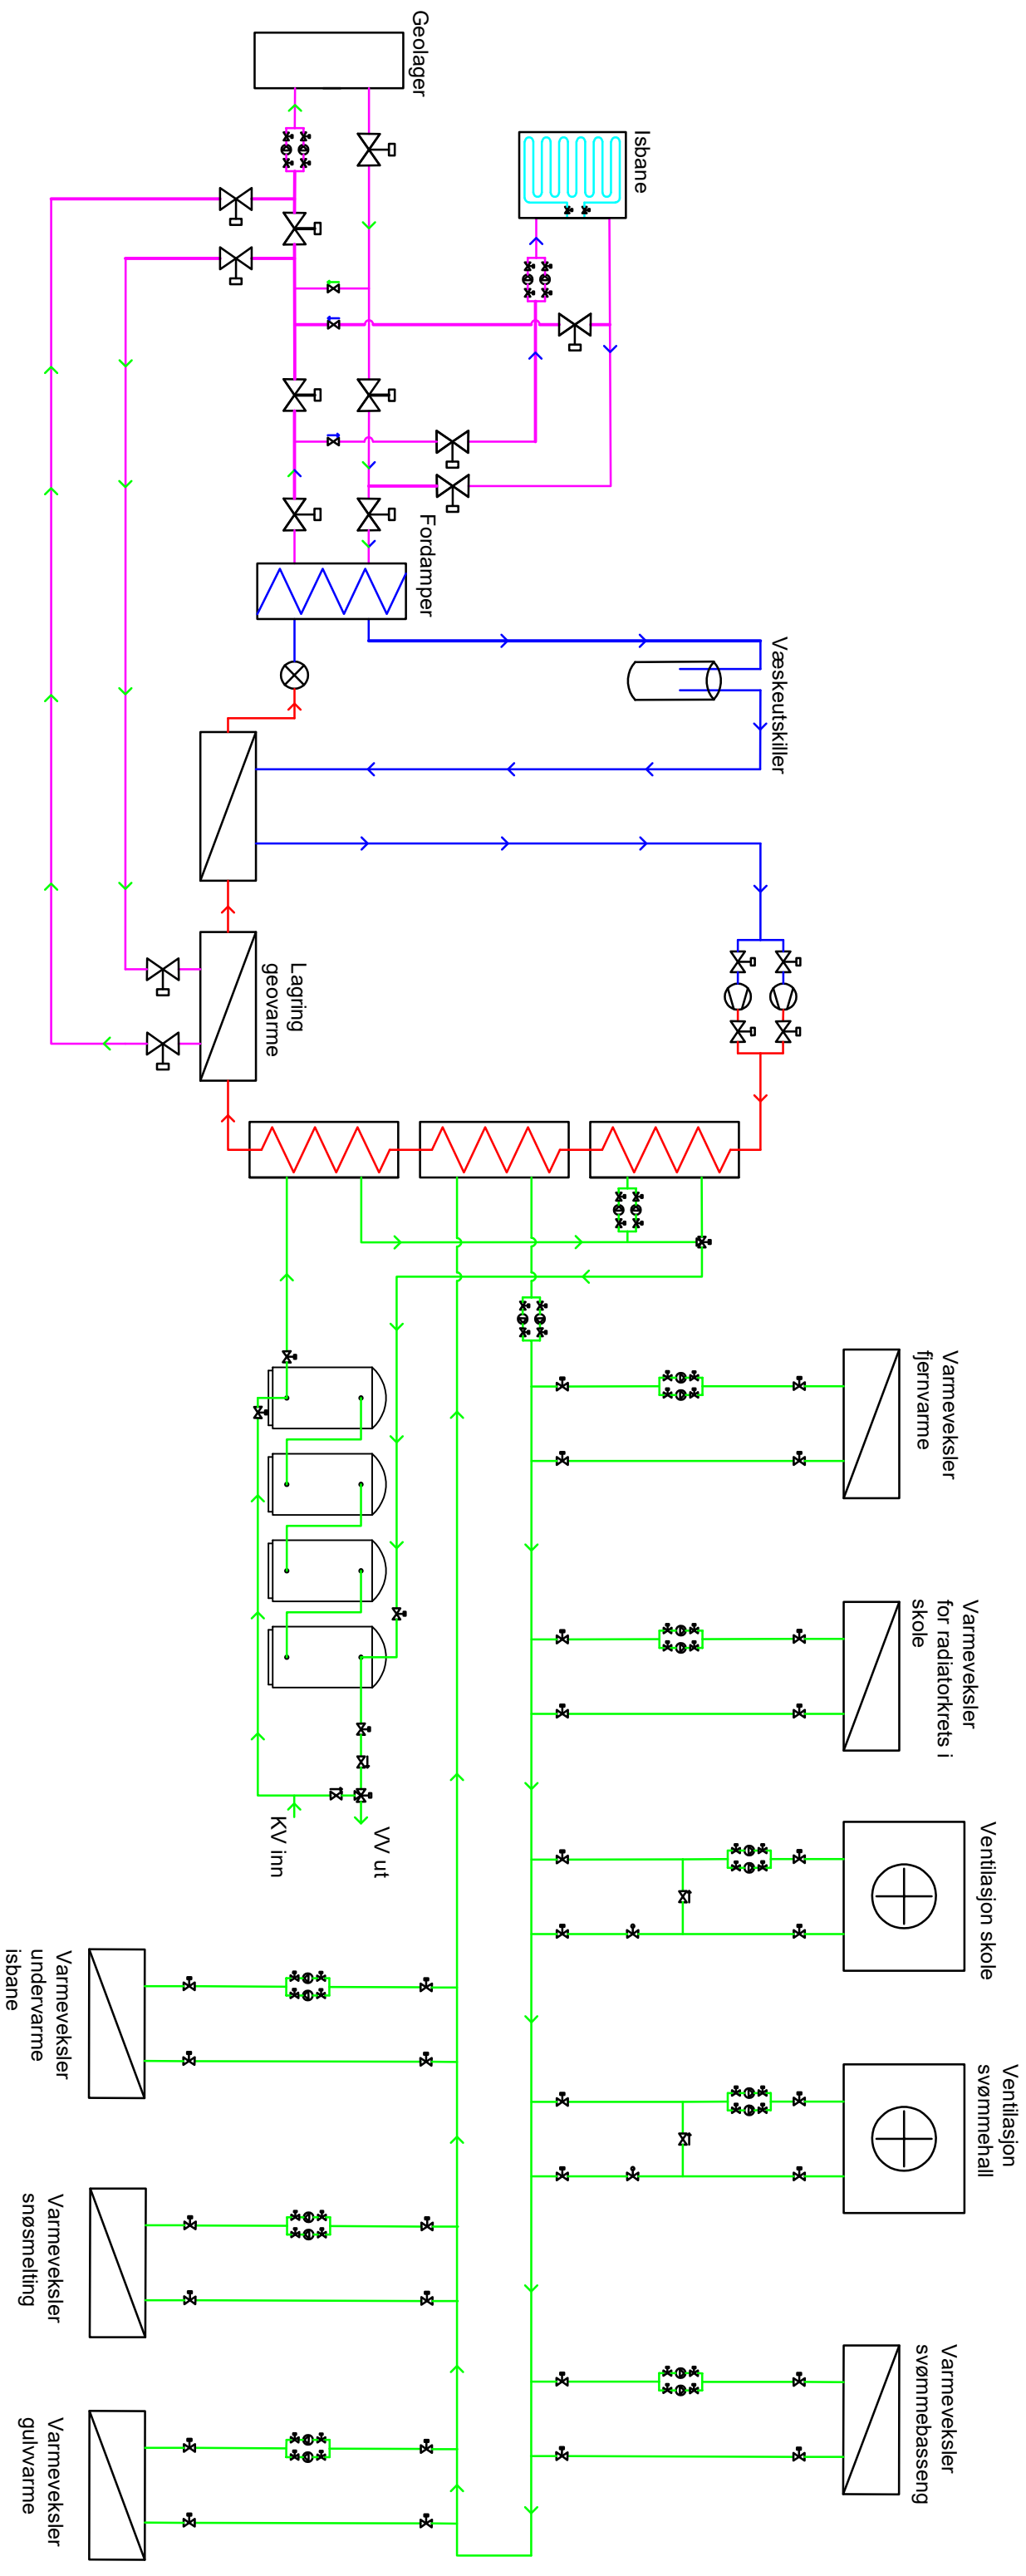 Geolager
Isbane
Fordamper
Væskeutskiller
Lagring
geovarme
Varmeveksler
fjernvarme
Varmeveksler
for radiatorkrets i
skole
Ventilasjon skole
VV ut
KV inn
Varmeveksler
undervarme
isbane
Ventilasjon
svømmehall
Varmeveksler
snøsmelting
Varmeveksler
svømmebasseng
Varmeveksler
gulvvarme